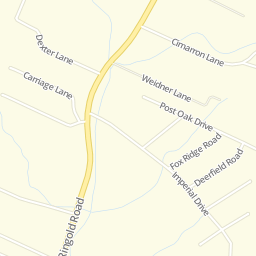 Dexter Lane
Cimarron Lane
Carriage Lane
Weidner Lane
Post Oak Drive
Fox Ridge Road
Deerfield Road
Imperial Drive
Ringold Road